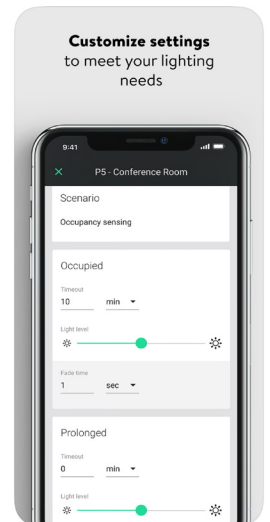 Customize settings
to meet your lighting
needs
9:41
P5 - Conference Room
Scenario
Occupancy sensing
Occupied
Timeout
10 min
Light level
Fade time
1 sec
Prolonged
Timeout
0 min
Light level